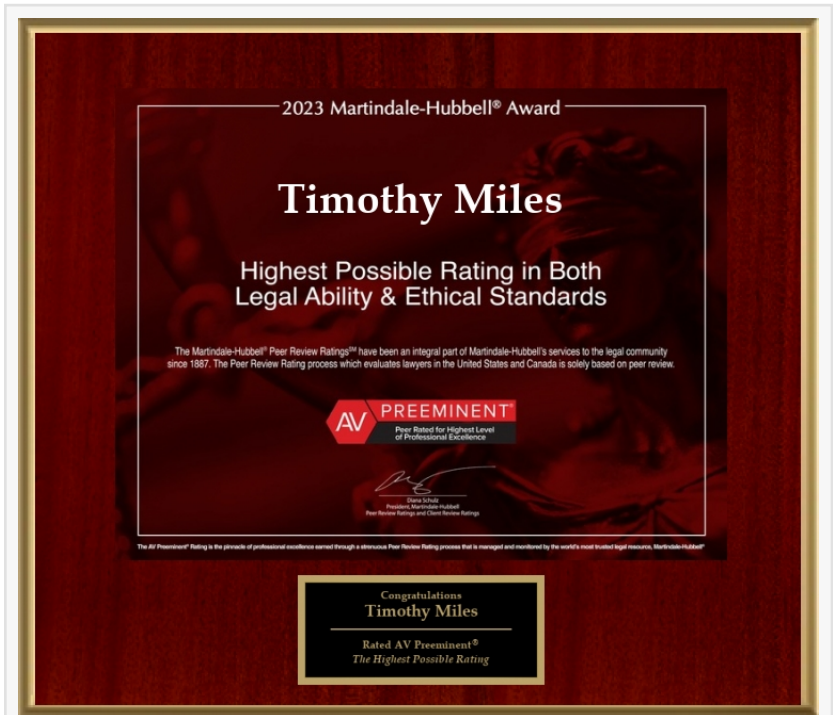 2023 Martindale-Hubbell® Award
Timothy Miles
Highest Possible Rating in Both
Legal Ability & Ethical Standards
The Martindale-Hubbell® Peer Review Ratings℠ have been an integral part of Martindale-Hubbell's services to the legal community
since 1887. The Peer Review Rating process which evaluates lawyers in the United States and Canada is solely based on peer review.
AV PREEMINENT®
Peer Rated for Highest Level
of Professional Excellence
Diana Schulz
President, Martindale-Hubbell
Peer Review Ratings and Client Review Ratings
The AV Preeminent® Rating is the pinnacle of professional excellence earned through a strenuous Peer Review Rating process that is managed and monitored by the world's most trusted legal resource, Martindale-Hubbell®
Congratulations
Timothy Miles
Rated AV Preeminent®
The Highest Possible Rating